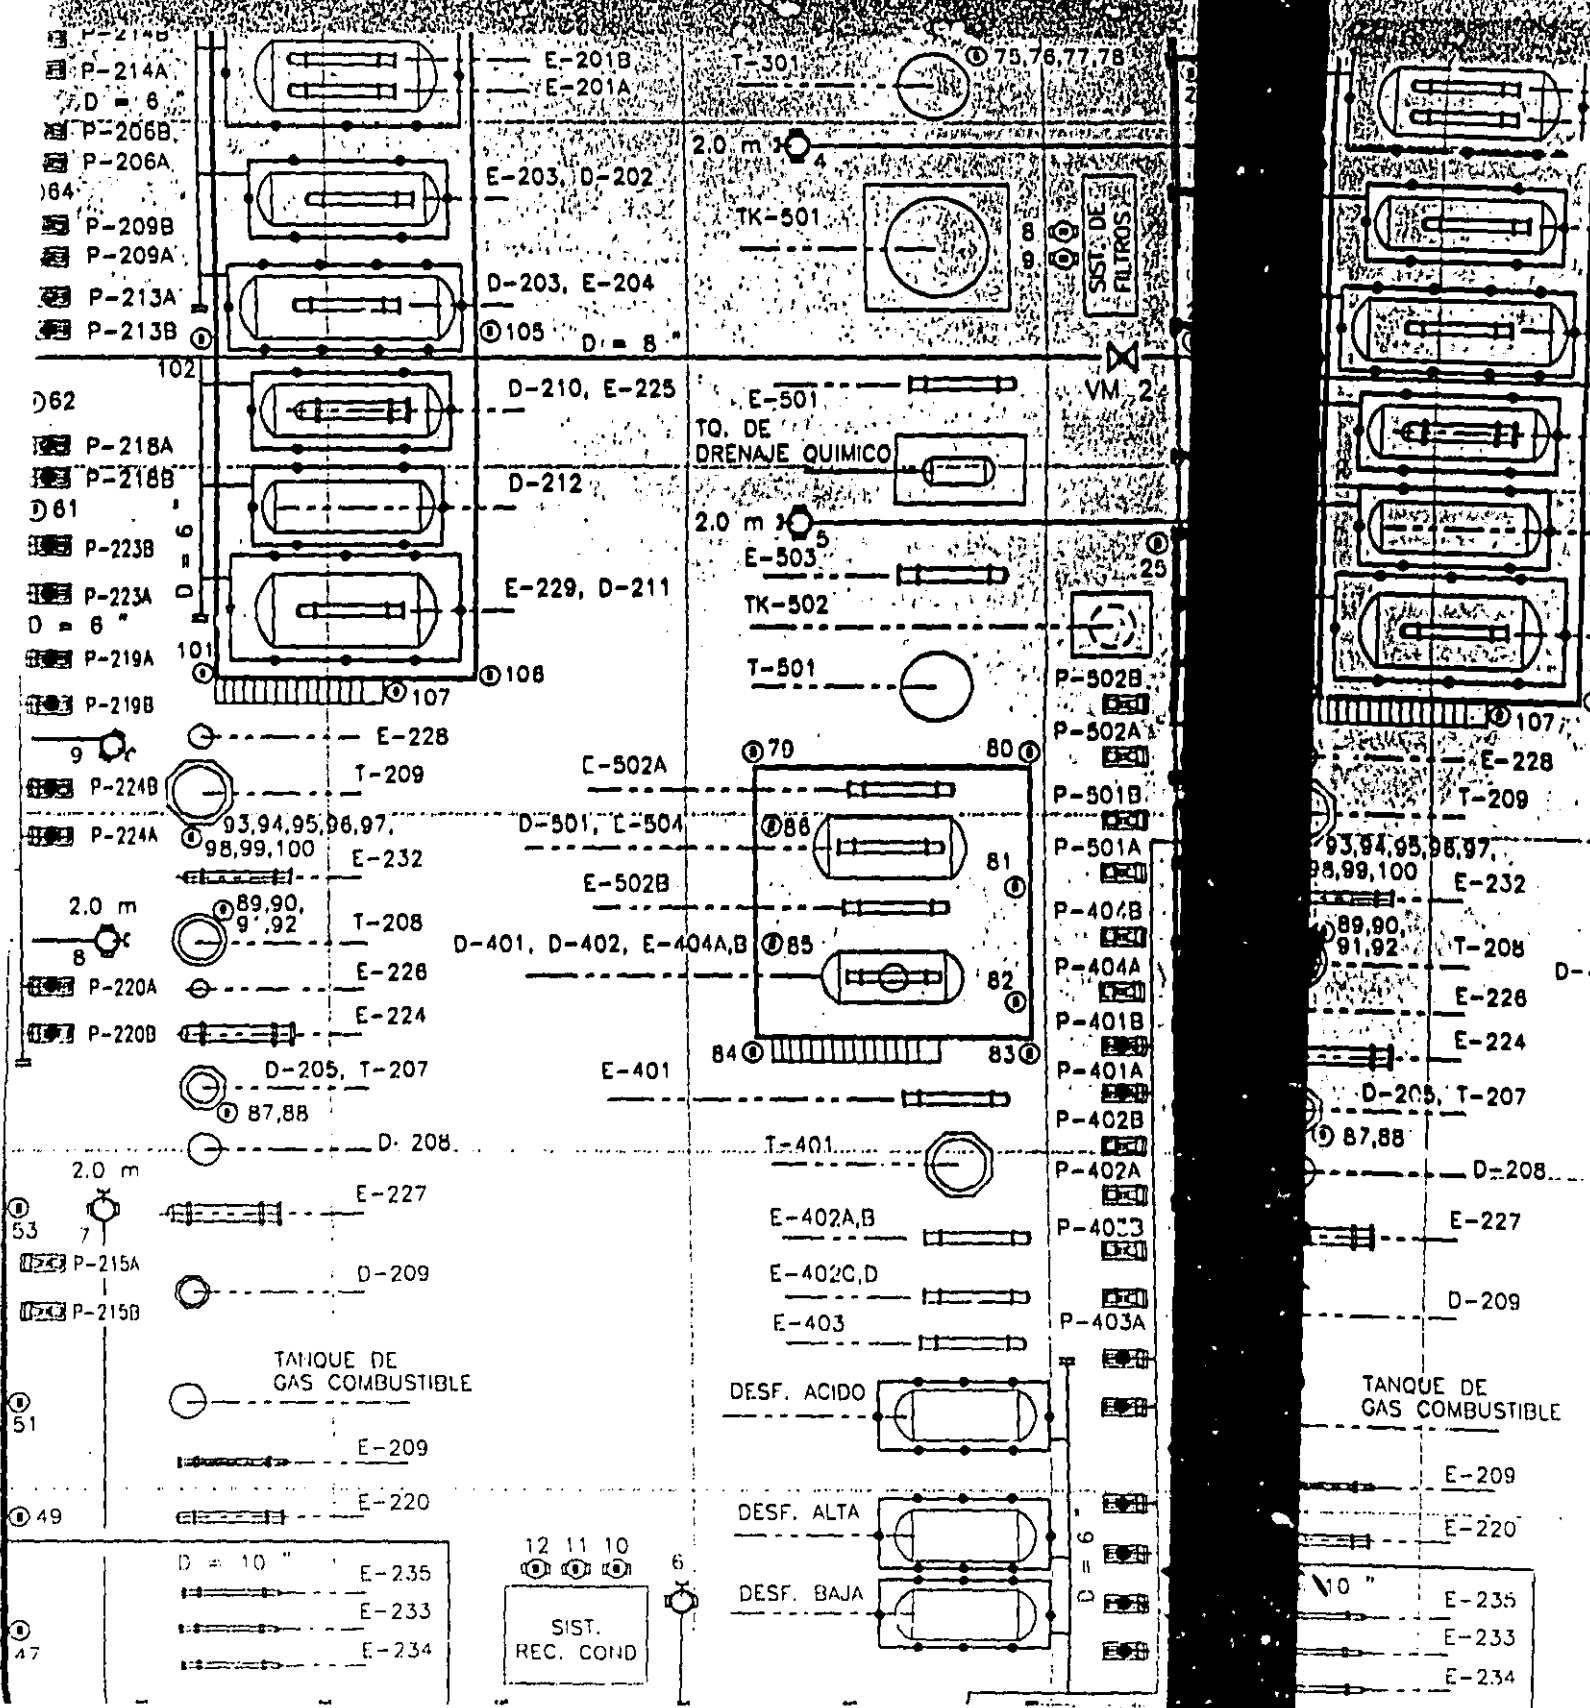 P-214B
P-214A
D = 6 "
P-206B
P-206A
64
P-209B
P-209A
P-213A
P-213B
102
62
P-218A
P-218B
61
P-223B
P-223A
D = 6 "
P-219A
101
P-219B
9
P-224B
P-224A
2.0 m
8
P-220A
P-220B
2.0 m
53
7
P-215A
P-215B
51
49
47
D = 6 "
E-201B
E-201A
E-203, D-202
D-203, E-204
105
D = 8 "
D-210, E-225
D-212
E-229, D-211
106
107
E-228
T-209
93,94,95,96,97,
98,99,100
E-232
89,90,
91,92
T-208
E-226
E-224
D-205, T-207
87,88
D-208
E-227
D-209
TANQUE DE
GAS COMBUSTIBLE
E-209
E-220
D = 10 "
E-235
E-233
E-234
T-301
75,76,77,78
2.0 m
4
TK-501
8
9
SIST. DE
FILTROS
VM 2
E-501
TQ. DE
DRENAJE QUIMICO
2.0 m
5
E-503
25
TK-502
T-501
79
80
E-502A
D-501, E-504
86
81
E-502B
D-401, D-402, E-404A,B
85
82
84
83
E-401
T-401
E-402A,B
E-402C,D
E-403
DESF. ACIDO
DESF. ALTA
DESF. BAJA
D = 6 "
12 11 10
6
SIST.
REC. COND
P-502B
P-502A
P-501B
P-501A
P-404B
P-404A
P-401B
P-401A
P-402B
P-402A
P-403B
P-403A
107
E-228
T-209
93,94,95,96,97,
98,99,100
E-232
89,90,
91,92
T-208
D-
E-226
E-224
D-205, T-207
87,88
D-208
E-227
D-209
TANQUE DE
GAS COMBUSTIBLE
E-209
E-220
10 "
E-235
E-233
E-234